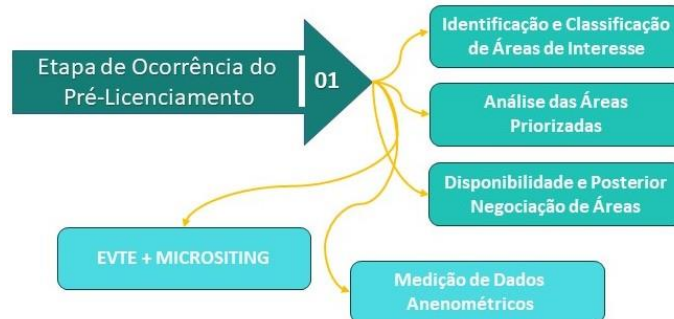 Etapa de Ocorrência do
Pré-Licenciamento
01
Identificação e Classificação
de Áreas de Interesse
Análise das Áreas
Priorizadas
Disponibilidade e Posterior
Negociação de Áreas
EVTE + MICROSITING
Medição de Dados
Anenométricos